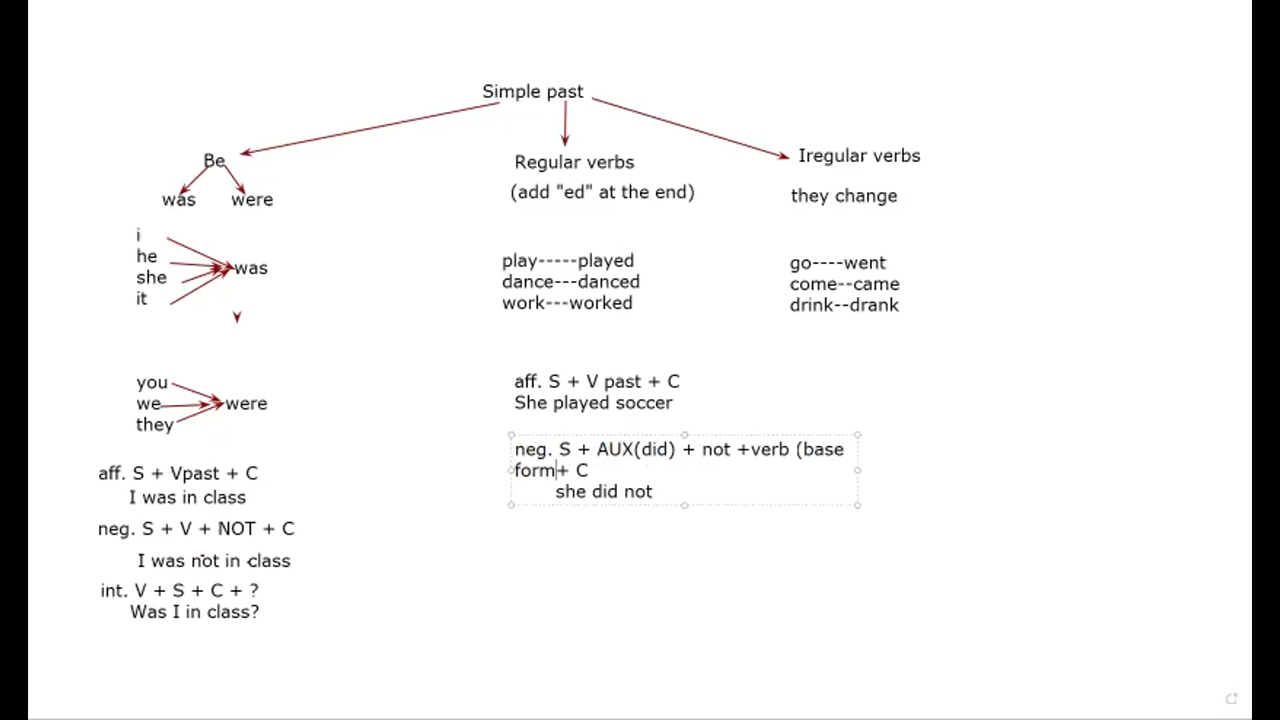 Simple past
Be
Regular verbs
Iregular verbs
(add "ed" at the end)
they change
was were
i
he
she
it
was
play-----played
dance---danced
work---worked
go----went
come--came
drink--drank
you
we
they
were
aff. S + V past + C
She played soccer
neg. S + AUX(did) + not +verb (base
form+ C
she did not
aff. S + Vpast + C
I was in class
neg. S + V + NOT + C
I was not in class
int. V + S + C + ?
Was I in class?